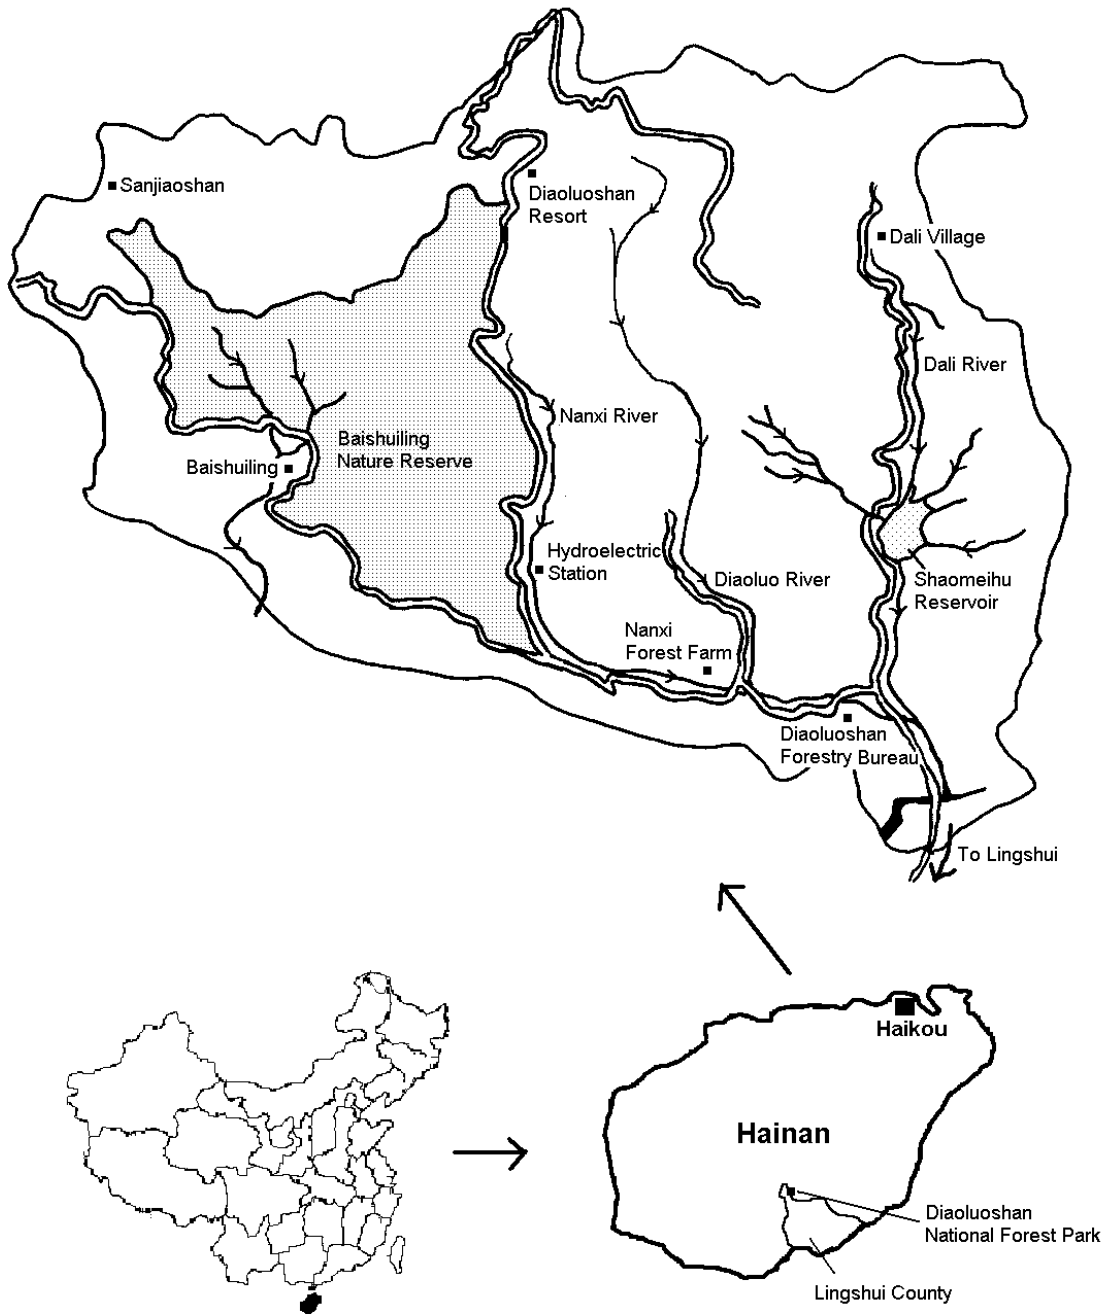 Sanjiaoshan
Diaoluoshan
Resort
Dali Village
Dali River
Nanxi River
Baishuiling
Nature Reserve
Baishuiling
Hydroelectric
Station
Diaoluo River
Shaomeihu
Reservoir
Nanxi
Forest Farm
Diaoluoshan
Forestry Bureau
To Lingshui
Haikou
Hainan
Diaoluoshan
National Forest Park
Lingshui County